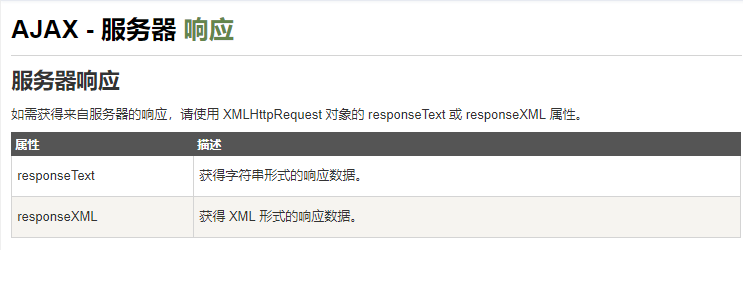 AJAX - 服务器 响应
服务器响应
如需获得来自服务器的响应，请使用 XMLHttpRequest 对象的 responseText 或 responseXML 属性。
属性 描述
responseText 获得字符串形式的响应数据。
responseXML 获得 XML 形式的响应数据。